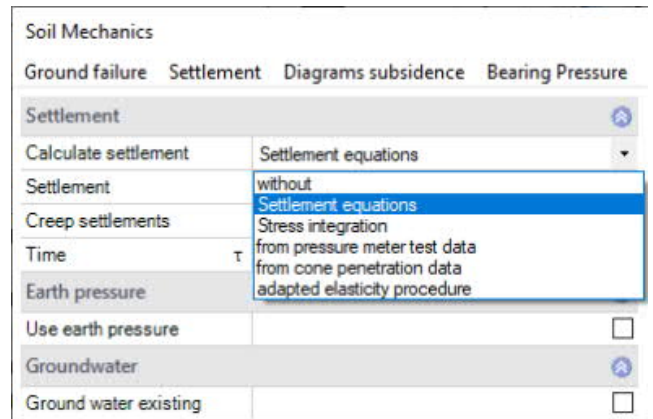 Soil Mechanics
Ground failure Settlement Diagrams subsidence Bearing Pressure
Settlement
Calculate settlement Settlement equations
Settlement without
Settlement equations
Creep settlements Stress integration
from pressure meter test data
Time τ from cone penetration data
Earth pressure adapted elasticity procedure
Use earth pressure
Groundwater
Ground water existing